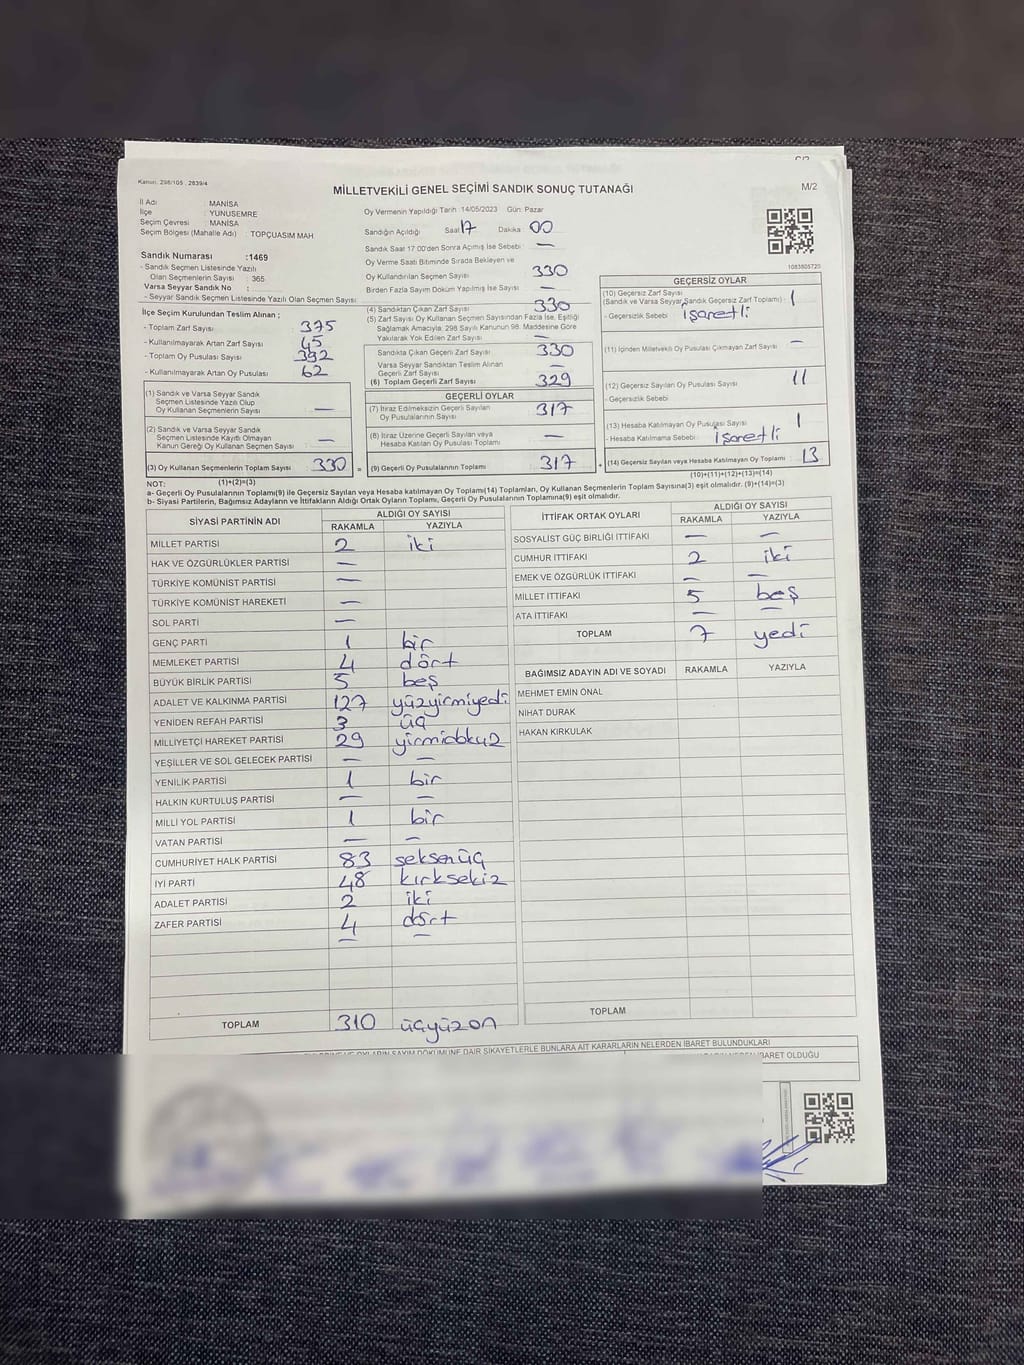 Kanun: 298/105 , 2839/4
MİLLETVEKİLİ GENEL SEÇİMİ SANDIK SONUÇ TUTANAĞI
M/2
İl Adı : MANİSA
İlçe : YUNUSEMRE
Seçim Çevresi : MANİSA
Seçim Bölgesi (Mahalle Adı) : TOPÇUASIM MAH
Sandık Numarası :1469
- Sandık Seçmen Listesinde Yazılı
Olan Seçmenlerin Sayısı : 365
Varsa Seyyar Sandık No :
- Seyyar Sandık Seçmen Listesinde Yazılı Olan Seçmen Sayısı:
İlçe Seçim Kurulundan Teslim Alınan ;
- Toplam Zarf Sayısı : 375
- Kullanılmayarak Artan Zarf Sayısı : 45
- Toplam Oy Pusulası Sayısı : 392
- Kullanılmayarak Artan Oy Pusulası : 62
(1) Sandık ve Varsa Seyyar Sandık
Seçmen Listesinde Yazılı Olup
Oy Kullanan Seçmenlerin Sayısı : —
(2) Sandık ve Varsa Seyyar Sandık
Seçmen Listesinde Kayıtlı Olmayan
Kanun Gereği Oy Kullanan Seçmen Sayısı : —
(3) Oy Kullanan Seçmenlerin Toplam Sayısı : 330
(1)+(2)=(3)
Oy Vermenin Yapıldığı Tarih :14/05/2023 Gün: Pazar
Sandığın Açıldığı Saat 17 Dakika 00
Sandık Saat 17:00'den Sonra Açılmış İse Sebebi : —
Oy Verme Saati Bitiminde Sırada Bekleyen ve
Oy Kullandırılan Seçmen Sayısı : 330
Birden Fazla Sayım Döküm Yapılmış İse Sayısı : —
(4) Sandıktan Çıkan Zarf Sayısı : 330
(5) Zarf Sayısı Oy Kullanan Seçmen Sayısından Fazla İse, Eşitliği
Sağlamak Amacıyla, 298 Sayılı Kanunun 98. Maddesine Göre
Yakılarak Yok Edilen Zarf Sayısı : —
Sandıkta Çıkan Geçerli Zarf Sayısı : 330
Varsa Seyyar Sandıktan Teslim Alınan
Geçerli Zarf Sayısı : —
(6) Toplam Geçerli Zarf Sayısı : 329
GEÇERLİ OYLAR
(7) İtiraz Edilmeksizin Geçerli Sayılan
Oy Pusulalarının Sayısı : 317
(8) İtiraz Üzerine Geçerli Sayılan veya
Hesaba Katılan Oy Pusulası Toplamı : —
= (9) Geçerli Oy Pusulalarının Toplamı : 317
1083805720
GEÇERSİZ OYLAR
(10) Geçersiz Zarf Sayısı
(Sandık ve Varsa Seyyar Sandık Geçersiz Zarf Toplamı) : 1
- Geçersizlik Sebebi : işaretli
(11) İçinden Milletvekili Oy Pusulası Çıkmayan Zarf Sayısı : —
(12) Geçersiz Sayılan Oy Pusulası Sayısı : 11
- Geçersizlik Sebebi
(13) Hesaba Katılmayan Oy Pusulası Sayısı : 1
- Hesaba Katılmama Sebebi : işaretli
+ (14) Geçersiz Sayılan veya Hesaba Katılmayan Oy Toplamı : 13
(10)+(11)+(12)+(13)=(14)
NOT:
a- Geçerli Oy Pusulalarının Toplamı(9) ile Geçersiz Sayılan veya Hesaba katılmayan Oy Toplamı(14) Toplamları, Oy Kullanan Seçmenlerin Toplam Sayısına(3) eşit olmalıdır. (9)+(14)=(3)
b- Siyasi Partilerin, Bağımsız Adayların ve İttifakların Aldığı Ortak Oyların Toplamı, Geçerli Oy Pusulalarının Toplamına(9) eşit olmalıdır.
SİYASİ PARTİNİN ADI ALDIĞI OY SAYISI
RAKAMLA YAZIYLA
MİLLET PARTİSİ 2 iki
HAK VE ÖZGÜRLÜKLER PARTİSİ —
TÜRKİYE KOMÜNİST PARTİSİ —
TÜRKİYE KOMÜNİST HAREKETİ —
SOL PARTİ —
GENÇ PARTİ 1 bir
MEMLEKET PARTİSİ 4 dört
BÜYÜK BİRLİK PARTİSİ 5 beş
ADALET VE KALKINMA PARTİSİ 127 yüzyirmiyedi
YENİDEN REFAH PARTİSİ 3 üç
MİLLİYETÇİ HAREKET PARTİSİ 29 yirmidokuz
YEŞİLLER VE SOL GELECEK PARTİSİ — —
YENİLİK PARTİSİ 1 bir
HALKIN KURTULUŞ PARTİSİ — —
MİLLİ YOL PARTİSİ 1 bir
VATAN PARTİSİ — —
CUMHURİYET HALK PARTİSİ 83 seksenüç
İYİ PARTİ 48 kırksekiz
ADALET PARTİSİ 2 iki
ZAFER PARTİSİ 4 dört
— —
TOPLAM 310 üçyüzon
İTTİFAK ORTAK OYLARI ALDIĞI OY SAYISI
RAKAMLA YAZIYLA
SOSYALİST GÜÇ BİRLİĞİ İTTİFAKI — —
CUMHUR İTTİFAKI 2 iki
EMEK VE ÖZGÜRLÜK İTTİFAKI — —
MİLLET İTTİFAKI 5 beş
ATA İTTİFAKI — —
TOPLAM 7 yedi
BAĞIMSIZ ADAYIN ADI VE SOYADI RAKAMLA YAZIYLA
MEHMET EMİN ÖNAL
NİHAT DURAK
HAKAN KIRKULAK
TOPLAM
OYLARIN SAYIM DÖKÜMÜNE DAİR ŞİKAYETLERLE BUNLARA AİT KARARLARIN NELERDEN İBARET BULUNDUKLARI
İBARET OLDUĞU